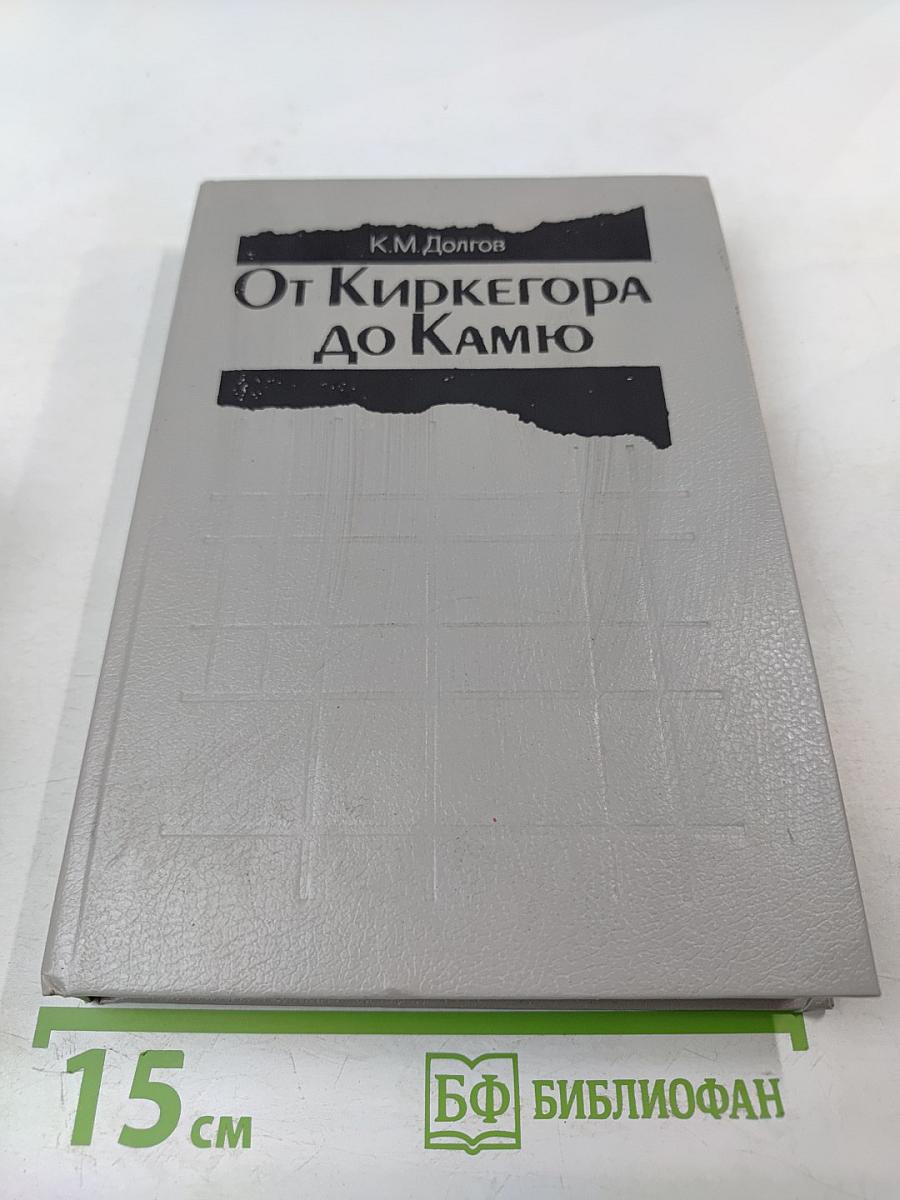 К.М.Долгов
От Киркегора
до Камю
15 см
БФ БИБЛИОФАН